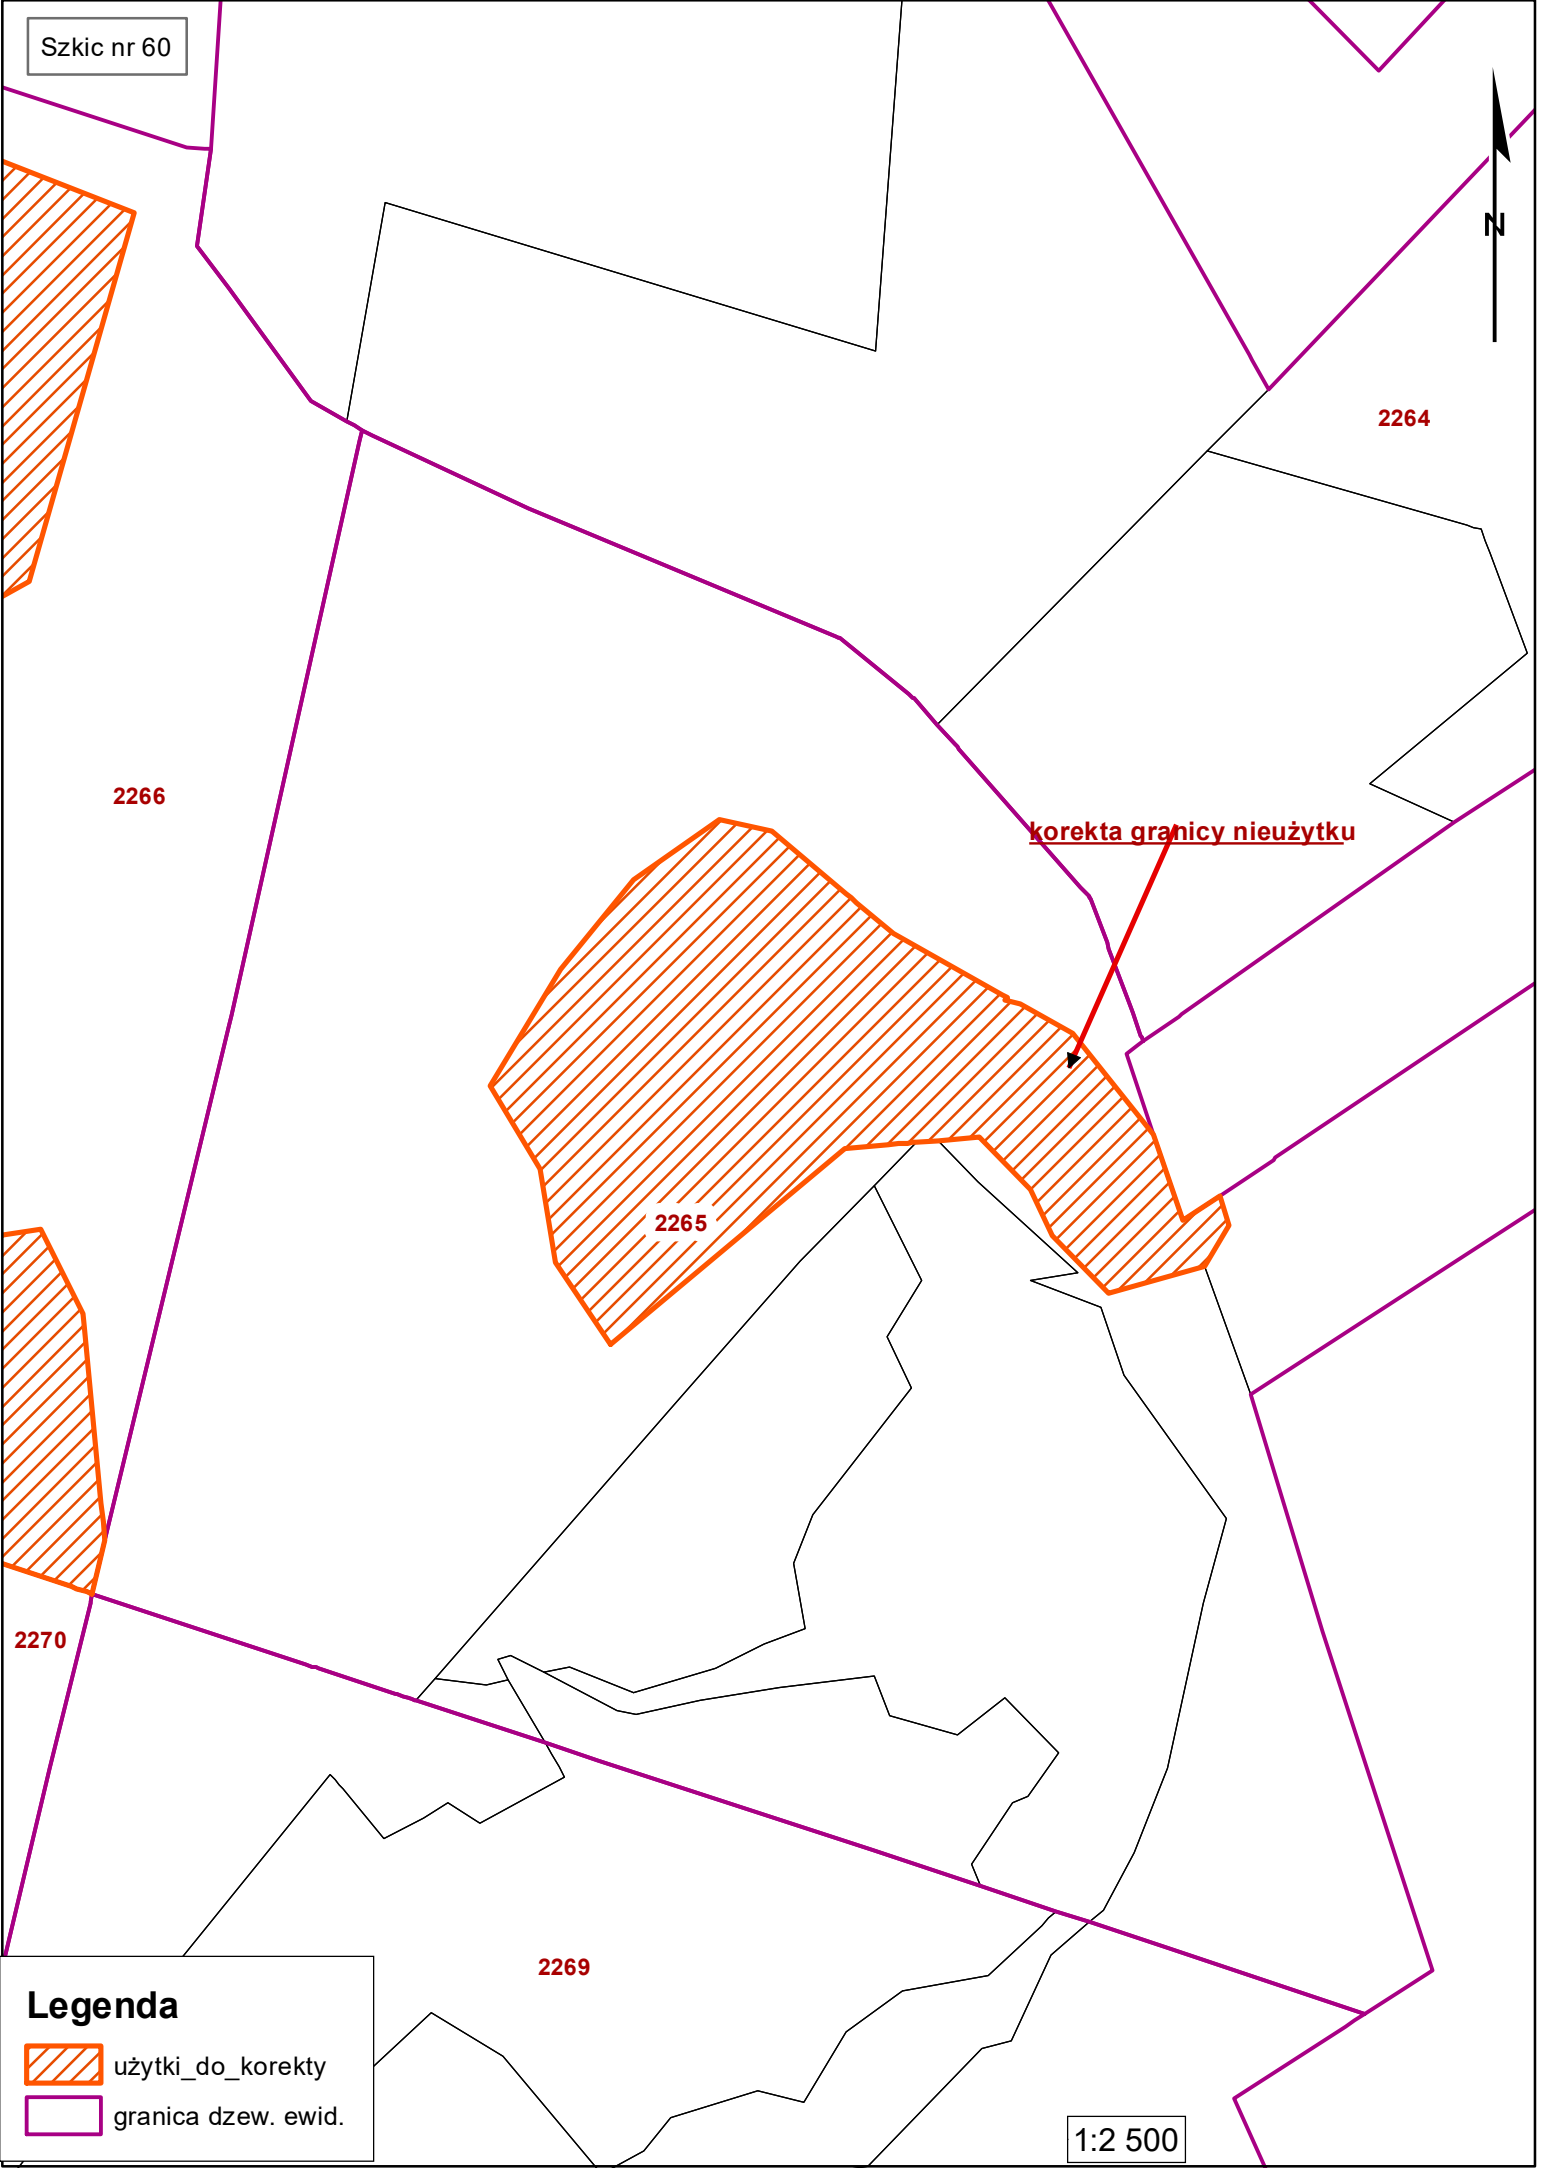 Szkic nr 60
N
2264
2266
korekta granicy nieużytku
2265
2270
2269
Legenda
użytki_do_korekty
granica dzew. ewid.
1:2 500